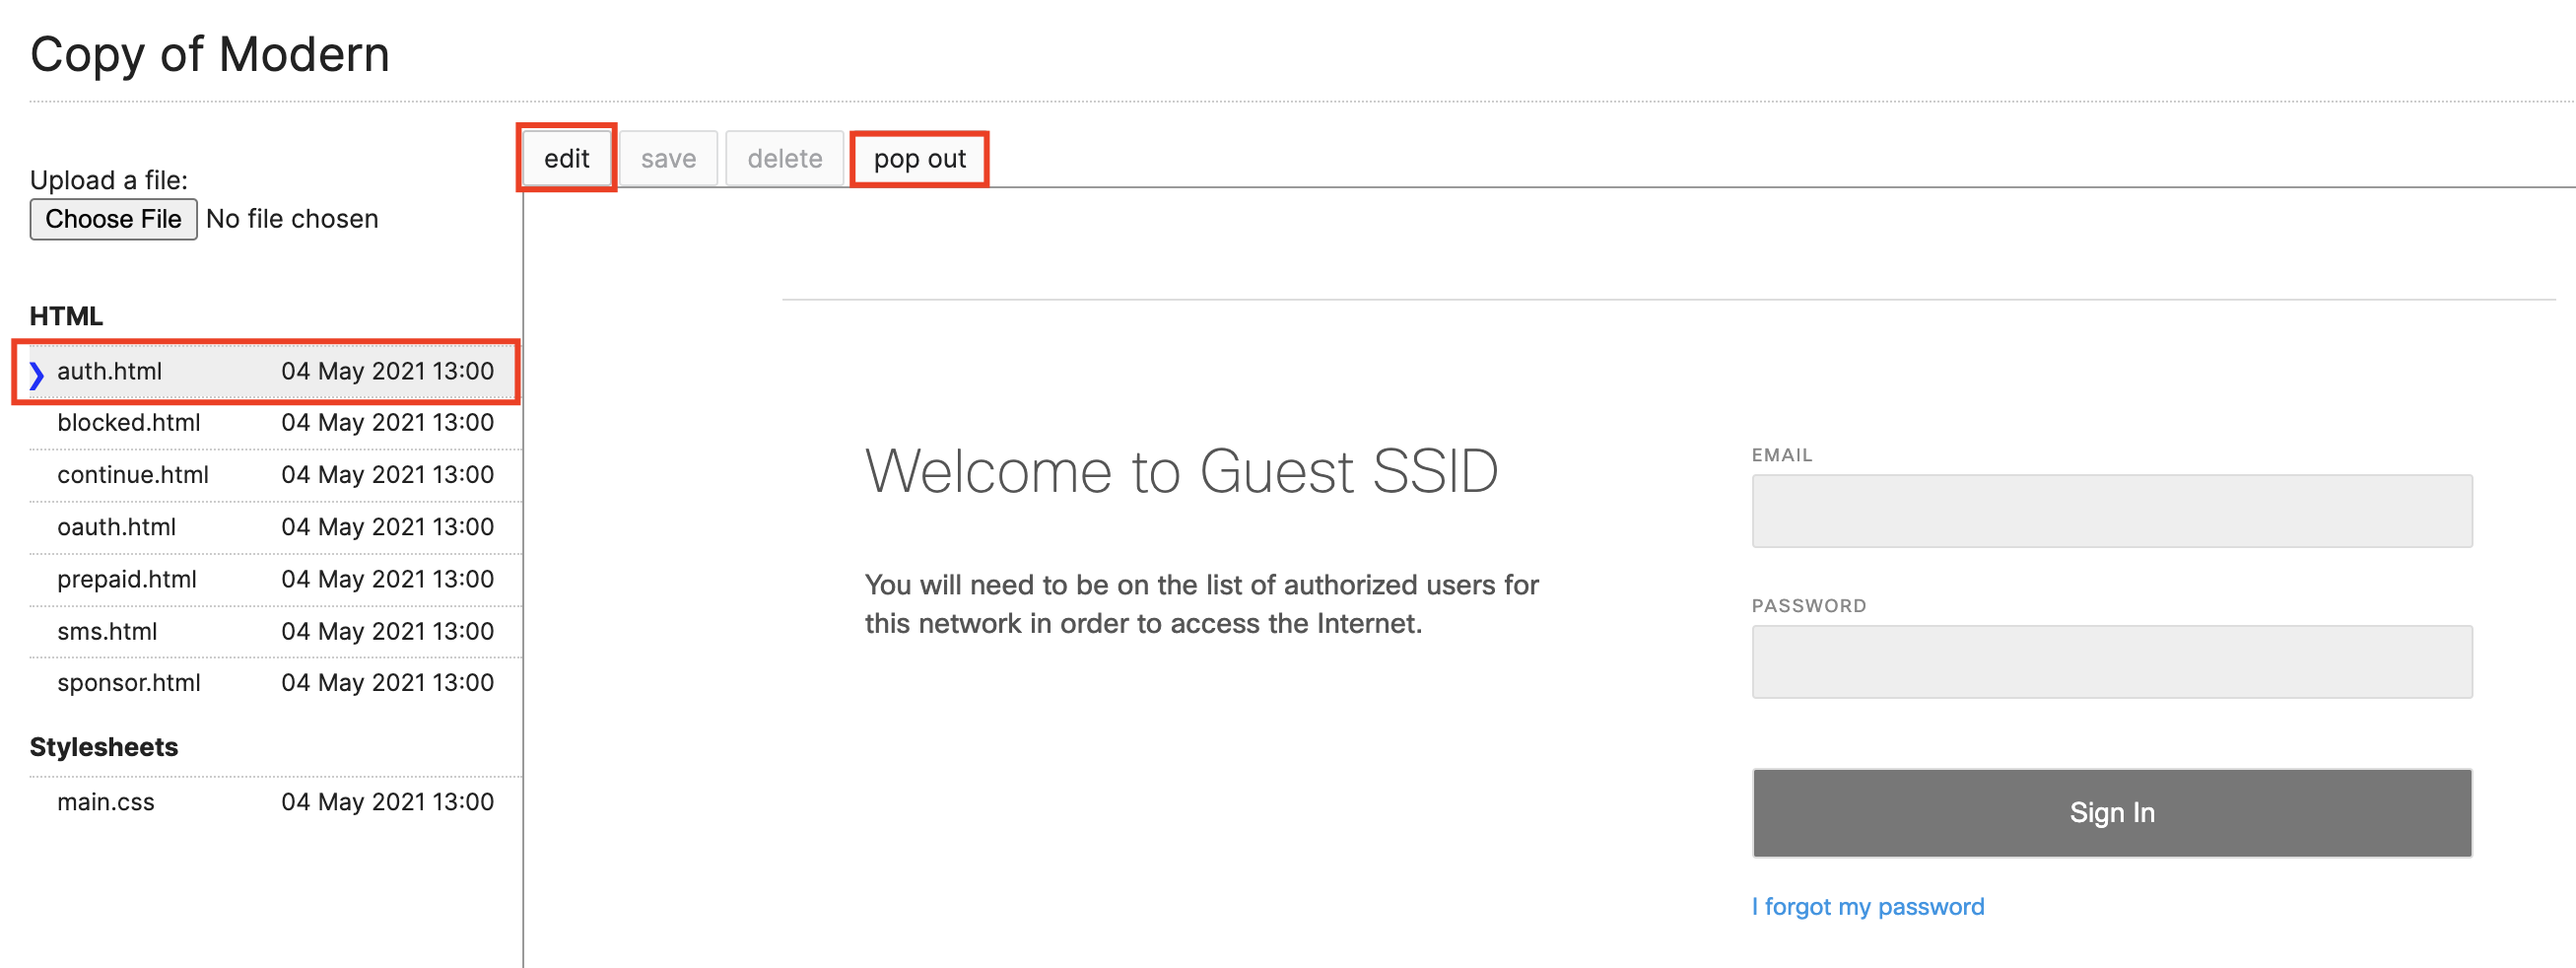 Copy of Modern
edit save delete pop out
Upload a file:
Choose File No file chosen
HTML
❯ auth.html 04 May 2021 13:00
blocked.html 04 May 2021 13:00
continue.html 04 May 2021 13:00
oauth.html 04 May 2021 13:00
prepaid.html 04 May 2021 13:00
sms.html 04 May 2021 13:00
sponsor.html 04 May 2021 13:00
Stylesheets
main.css 04 May 2021 13:00
Welcome to Guest SSID
You will need to be on the list of authorized users for
this network in order to access the Internet.
EMAIL
PASSWORD
Sign In
I forgot my password